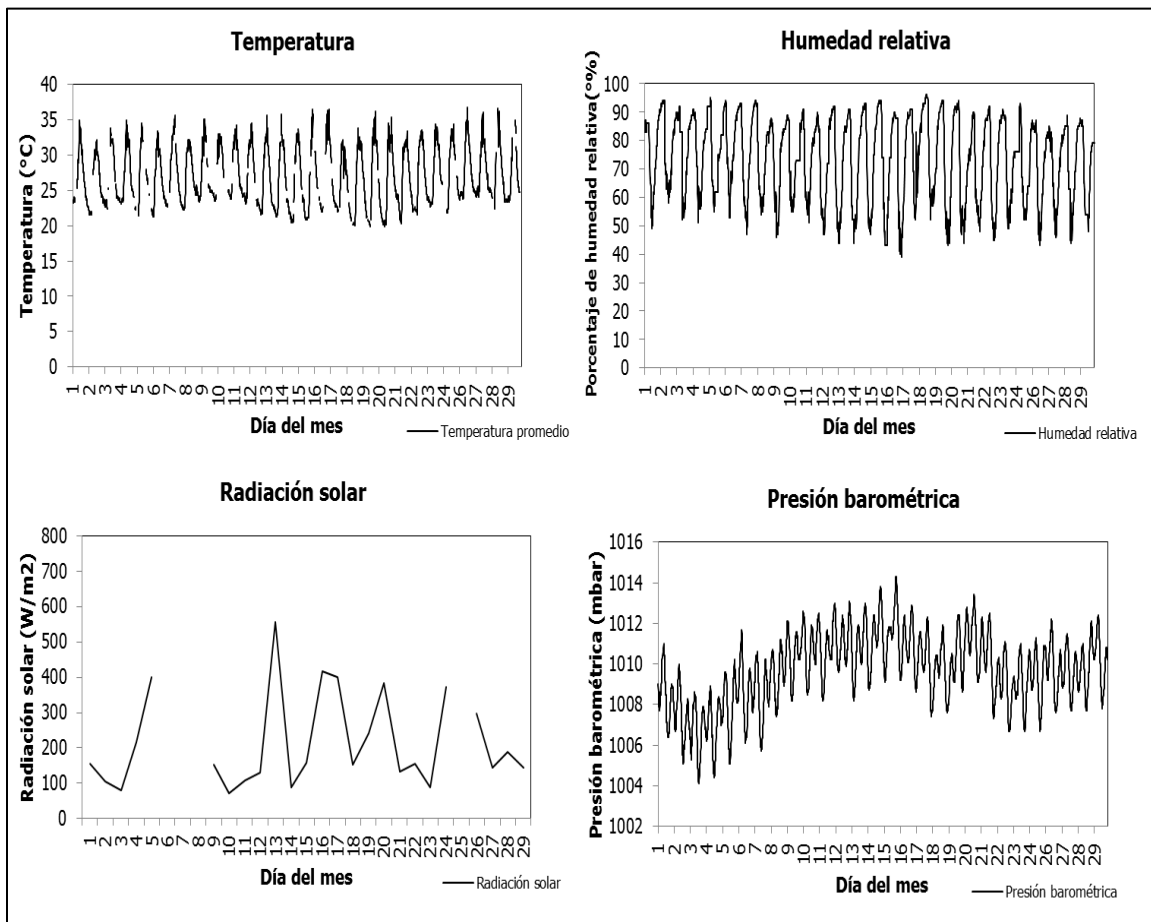 Temperatura
Temperatura (°C)
40
35
30
25
20
15
10
5
0
1 2 3 4 5 6 7 8 9 10 11 12 13 14 15 16 17 18 19 20 21 22 23 24 26 27 28 29
Día del mes
Temperatura promedio
Humedad relativa
Porcentaje de humedad relativa(°%)
100
90
80
70
60
50
40
30
20
10
0
1 2 3 4 5 6 7 8 9 10 11 12 13 14 15 16 17 18 19 20 21 22 23 24 26 27 28 29
Día del mes
Humedad relativa
Radiación solar
Radiación solar (W/m2)
800
700
600
500
400
300
200
100
0
1 2 3 4 5 6 7 8 9 10 11 12 13 14 15 16 17 18 19 20 21 22 23 24 25 26 27 28 29
Día del mes
Radiación solar
Presión barométrica
Presión barométrica (mbar)
1016
1014
1012
1010
1008
1006
1004
1002
1 2 3 4 5 6 7 8 9 10 11 12 13 14 15 16 17 18 19 20 21 22 23 24 26 27 28 29
Día del mes
Presión barométrica